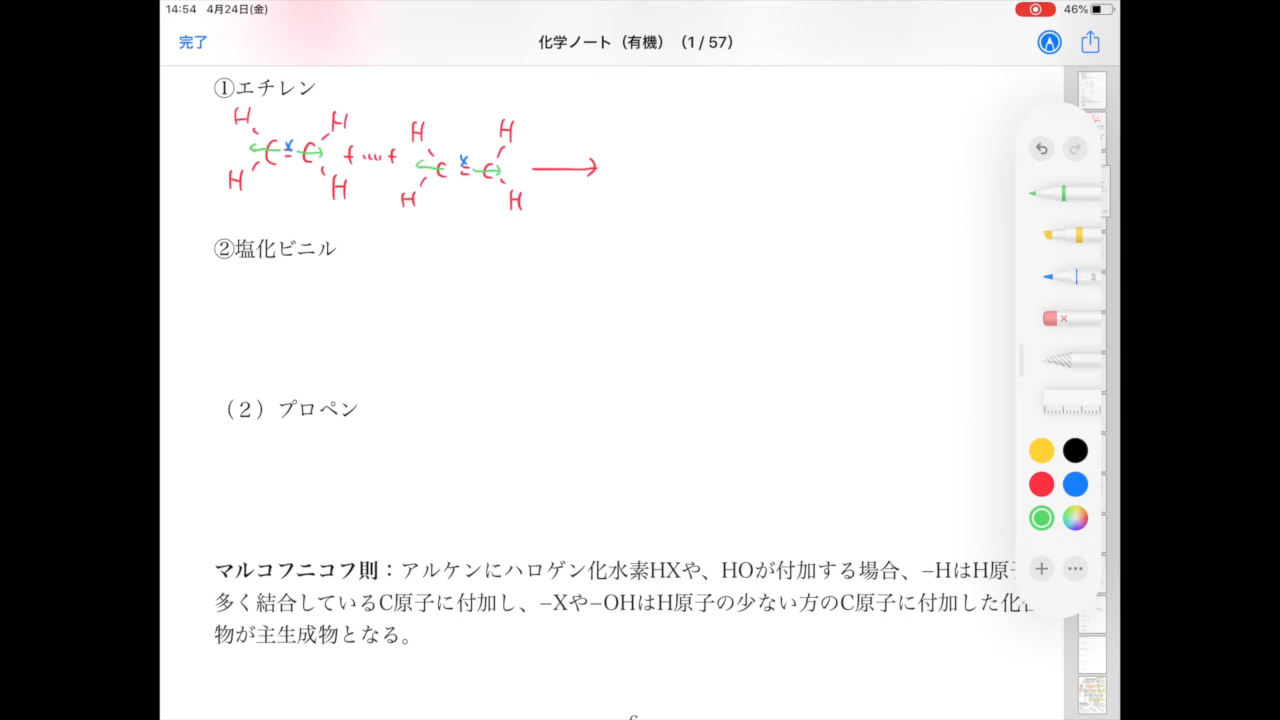 14:54 4月24日(金)
46%
完了
化学ノート（有機）（1 / 57）
①エチレン
H H H H
C = C + ・・・・ + C = C →
H H H H
②塩化ビニル
（２）プロペン
マルコフニコフ則：アルケンにハロゲン化水素HXや、HOが付加する場合、–HはH原
多く結合しているC原子に付加し、–Xや–OHはH原子の少ない方のC原子に付加した化
物が主生成物となる。